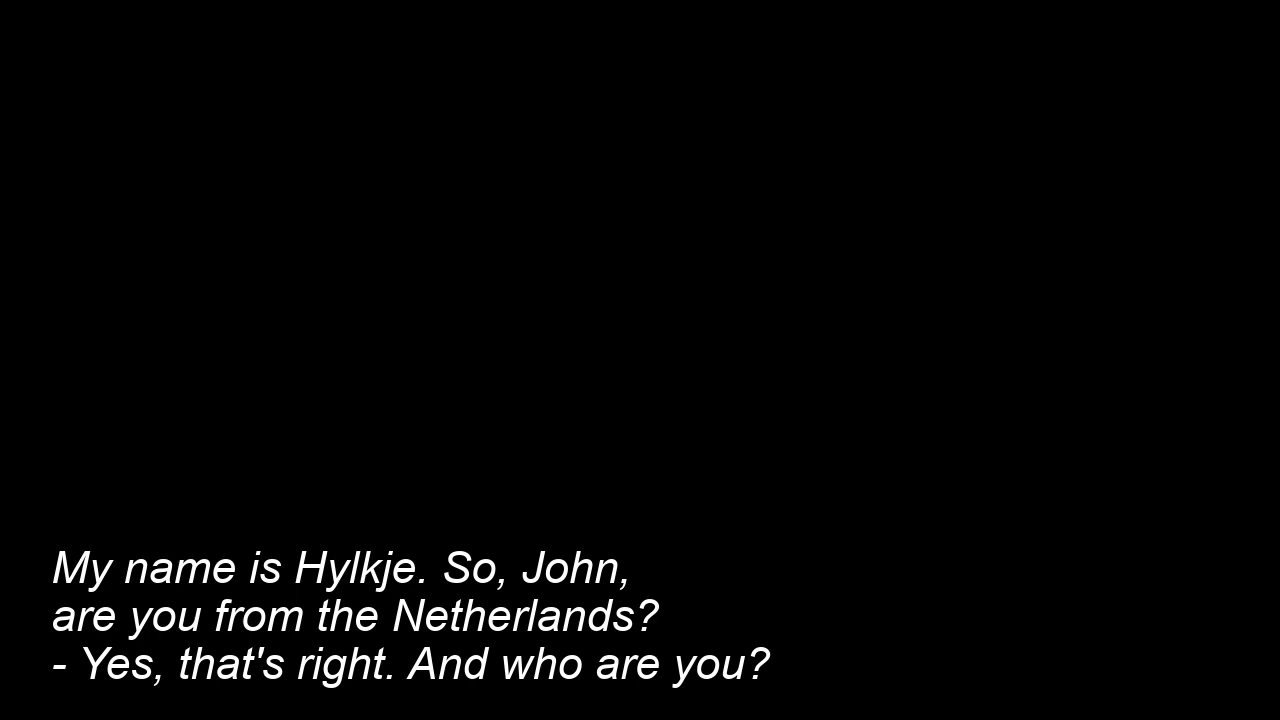 My name is Hylkje. So, John,
are you from the Netherlands?
- Yes, that's right. And who are you?